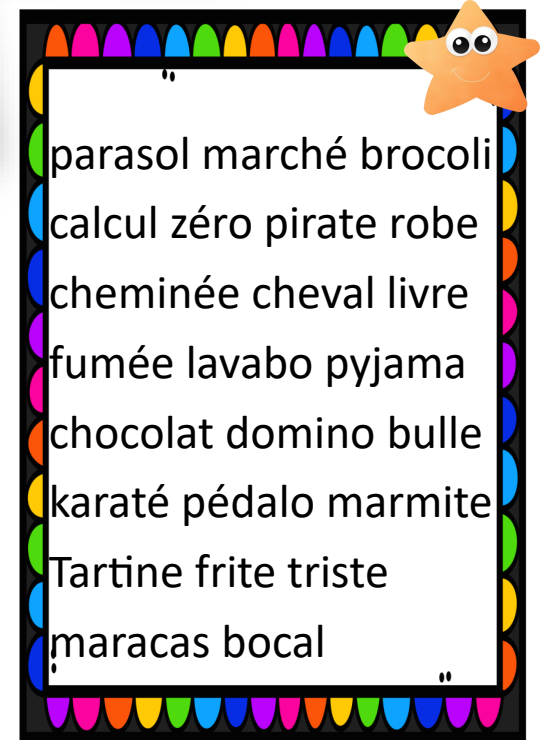 parasol marché brocoli
calcul zéro pirate robe
cheminée cheval livre
fumée lavabo pyjama
chocolat domino bulle
karaté pédalo marmite
Tartine frite triste
maracas bocal